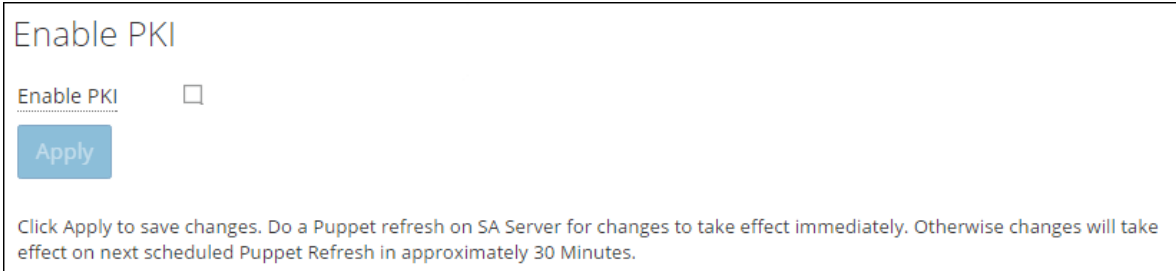 Enable PKI
Enable PKI
Apply
Click Apply to save changes. Do a Puppet refresh on SA Server for changes to take effect immediately. Otherwise changes will take
effect on next scheduled Puppet Refresh in approximately 30 Minutes.